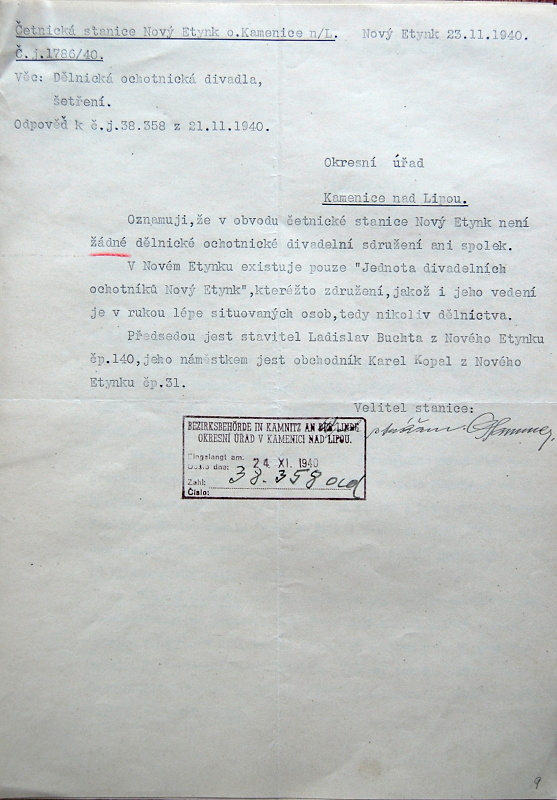 Četnická stanice Nový Etynk o.Kamenice n/L. Nový Etynk 23.11.1940.
Č.j.1786/40.
Věc: Dělnická ochotnická divadla,
šetření.
Odpověď k č.j.38.358 z 21.11.1940.
Okresní úřad
Kamenice nad Lipou.
Oznamuji,že v obvodu četnické stanice Nový Etynk není
žádné dělnické ochotnické divadelní sdružení ani spolek.
V Novém Etynku existuje pouze "Jednota divadelních
ochotníků Nový Etynk",kteréžto združení,jakož i jeho vedení
je v rukou lépe situovaných osob,tedy nikoliv dělnictva.
Předsedou jest stavitel Ladislav Buchta z Nového Etynku
čp.140,jeho náměstkem jest obchodník Karel Kopal z Nového
Etynku čp.31.
Velitel stanice:
BEZIRKSBEHÖRDE IN KAMNITZ AN DER LINDE
OKRESNÍ ÚŘAD V KAMENICI NAD LIPOU.
Eingelangt am:
Došlo dne: 24 XI. 1940
Zahl: 38.358
Číslo:
9